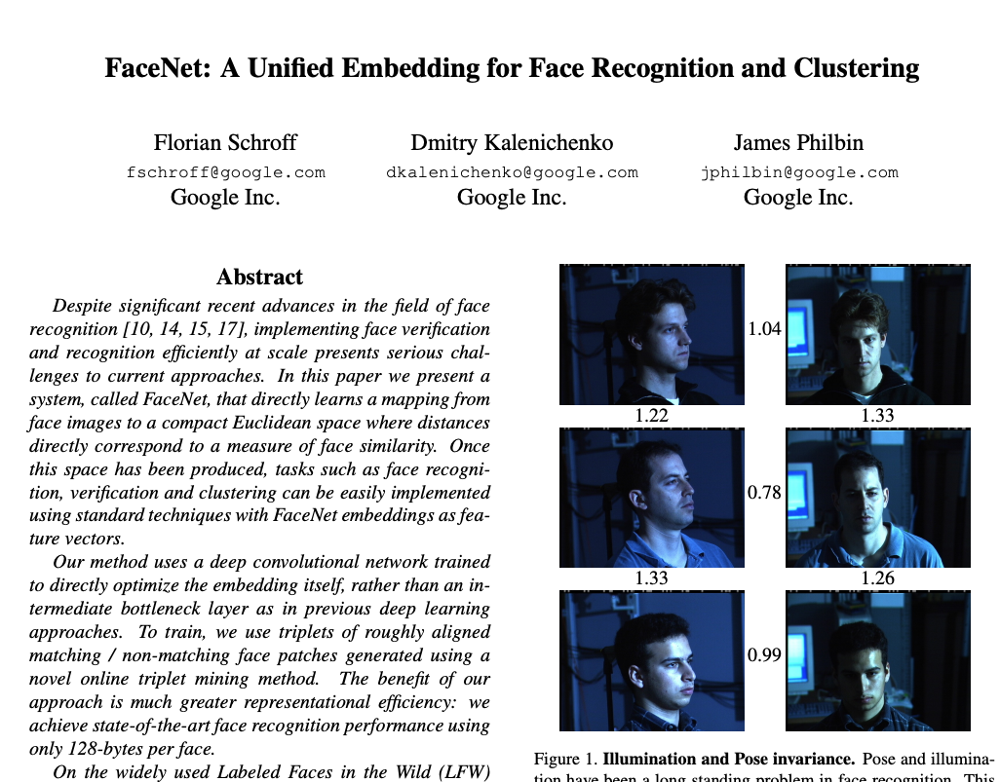 FaceNet: A Unified Embedding for Face Recognition and Clustering
Florian Schroff
fschroff@google.com
Google Inc.
Dmitry Kalenichenko
dkalenichenko@google.com
Google Inc.
James Philbin
jphilbin@google.com
Google Inc.
Abstract
Despite significant recent advances in the field of face
recognition [10, 14, 15, 17], implementing face verification
and recognition efficiently at scale presents serious chal-
lenges to current approaches. In this paper we present a
system, called FaceNet, that directly learns a mapping from
face images to a compact Euclidean space where distances
directly correspond to a measure of face similarity. Once
this space has been produced, tasks such as face recogni-
tion, verification and clustering can be easily implemented
using standard techniques with FaceNet embeddings as fea-
ture vectors.
Our method uses a deep convolutional network trained
to directly optimize the embedding itself, rather than an in-
termediate bottleneck layer as in previous deep learning
approaches. To train, we use triplets of roughly aligned
matching / non-matching face patches generated using a
novel online triplet mining method. The benefit of our
approach is much greater representational efficiency: we
achieve state-of-the-art face recognition performance using
only 128-bytes per face.
On the widely used Labeled Faces in the Wild (LFW)
1.04
1.22 1.33
0.78
1.33 1.26
0.99
Figure 1. Illumination and Pose invariance. Pose and illumina-
tion have been a long standing problem in face recognition. This